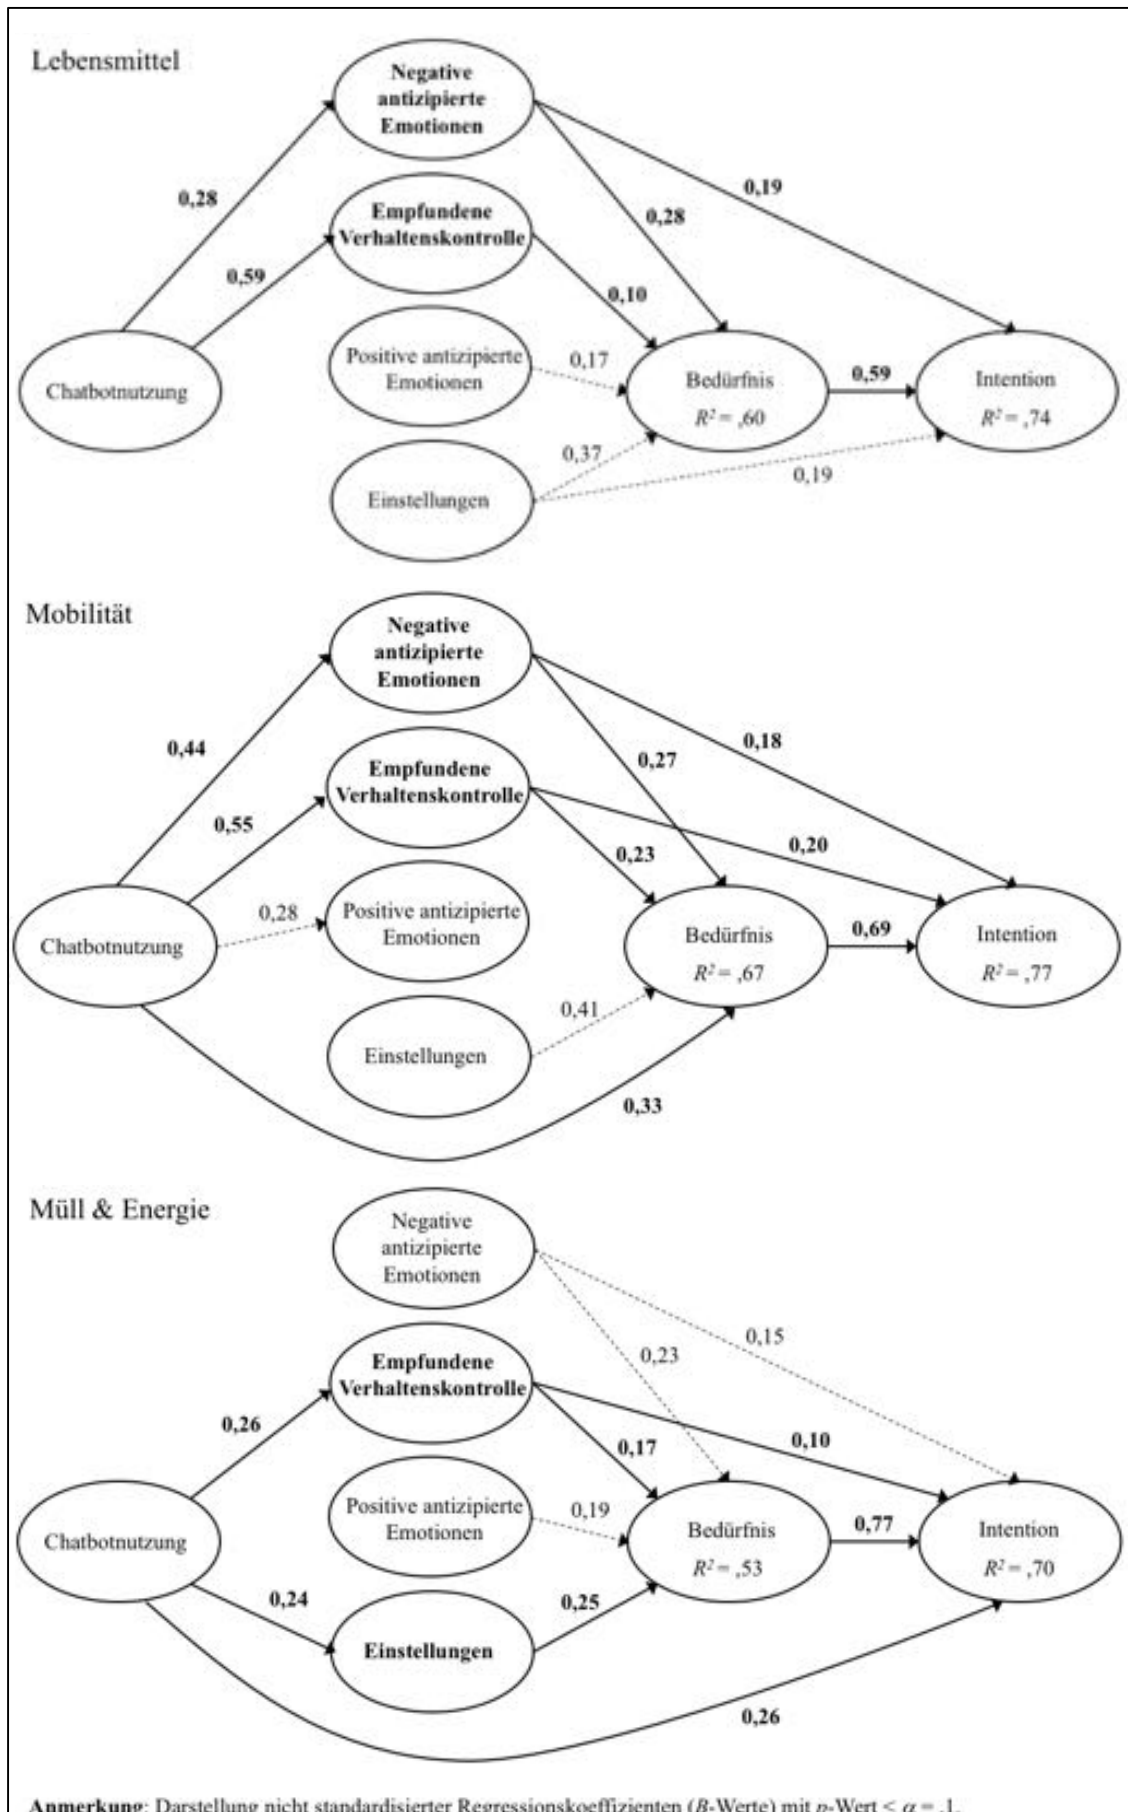 Lebensmittel
Negative
antizipierte
Emotionen
0,28
0,19
0,28
Empfundene
Verhaltenskontrolle
0,59
0,10
Positive antizipierte
Emotionen
0,17
Chatbotnutzung
Bedürfnis
R² = ,60
0,59
Intention
R² = ,74
0,37
0,19
Einstellungen
Mobilität
Negative
antizipierte
Emotionen
0,44
0,18
0,27
Empfundene
Verhaltenskontrolle
0,55
0,20
0,23
0,28
Positive antizipierte
Emotionen
Chatbotnutzung
Bedürfnis
R² = ,67
0,69
Intention
R² = ,77
0,41
Einstellungen
0,33
Müll & Energie
Negative
antizipierte
Emotionen
0,15
0,23
Empfundene
Verhaltenskontrolle
0,26
0,10
0,17
Positive antizipierte
Emotionen
0,19
Chatbotnutzung
Bedürfnis
R² = ,53
0,77
Intention
R² = ,70
0,24
0,25
Einstellungen
0,26
Anmerkung: Darstellung nicht standardisierter Regressionskoeffizienten (B-Werte) mit p-Wert < α = .1.